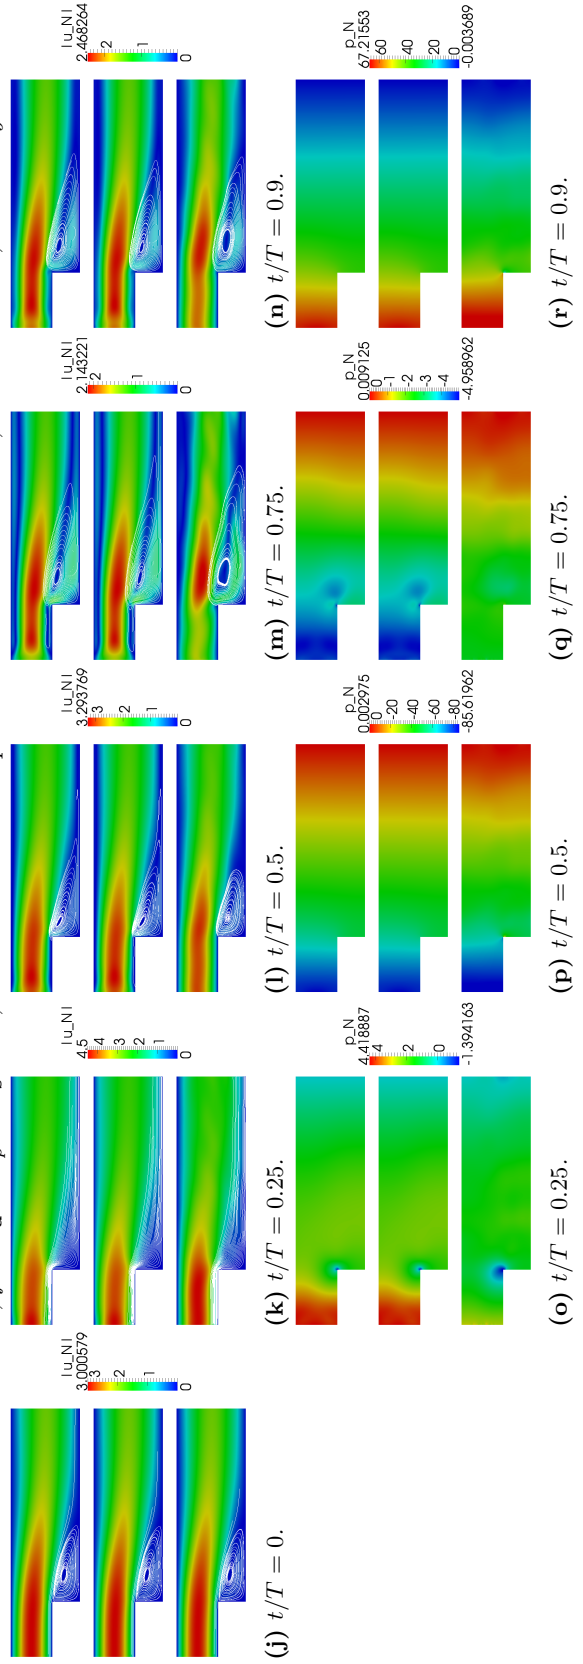 |u_N|
3.000579
3
2
1
0
(j) t/T = 0.
|u_N|
4.5
4
3
2
1
0
(k) t/T = 0.25.
|u_N|
3.293769
3
2
1
0
(l) t/T = 0.5.
|u_N|
2.143221
2
1
0
(m) t/T = 0.75.
|u_N|
2.468264
2
1
0
(n) t/T = 0.9.
p_N
4.418887
4
2
0
-1.394163
(o) t/T = 0.25.
p_N
0.002975
0
-20
-40
-60
-80
-85.61962
(p) t/T = 0.5.
p_N
0.009125
0
-1
-2
-3
-4
-4.958962
(q) t/T = 0.75.
p_N
67.21553
60
40
20
0
-0.003689
(r) t/T = 0.9.